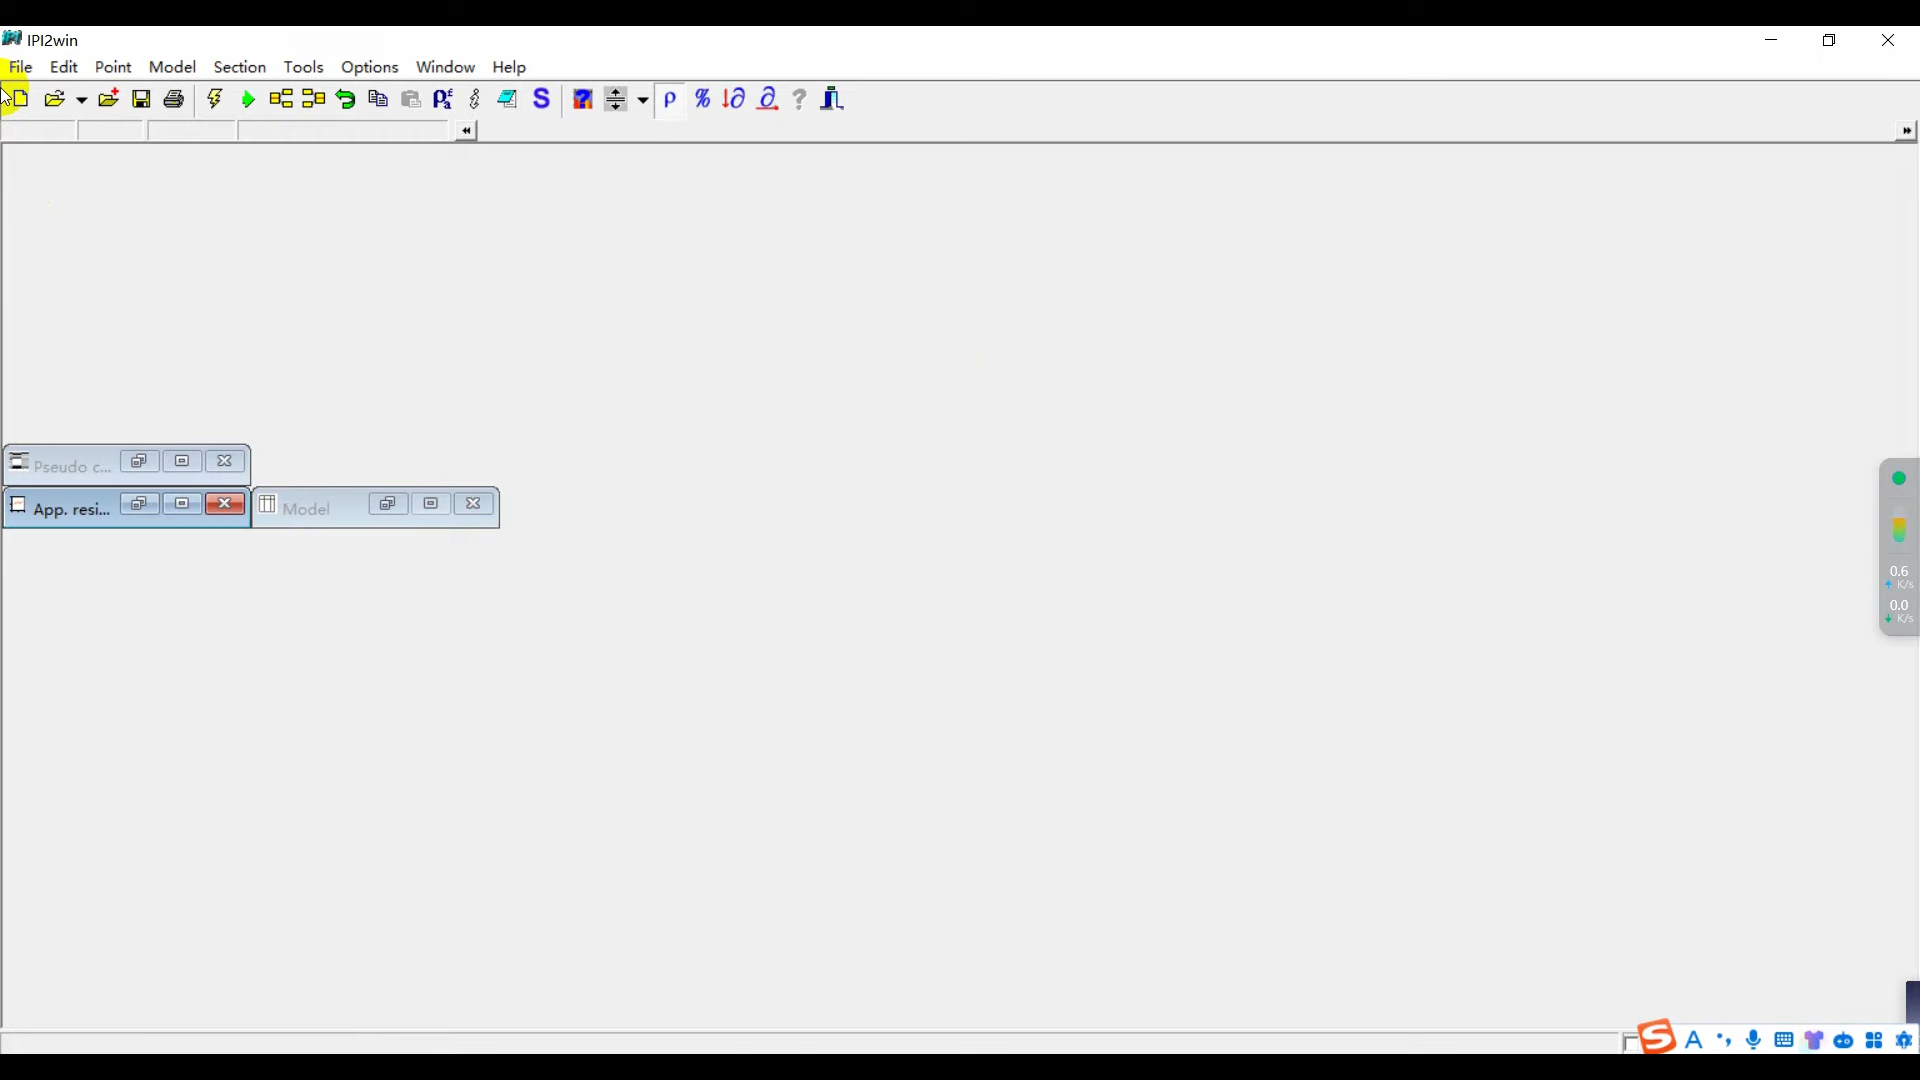 IPI2win
File Edit Point Model Section Tools Options Window Help
S ρ % ∂ ∂ ?
Pseudo c...
App. resi... Model
0.6
K/s
0.0
K/s
S A